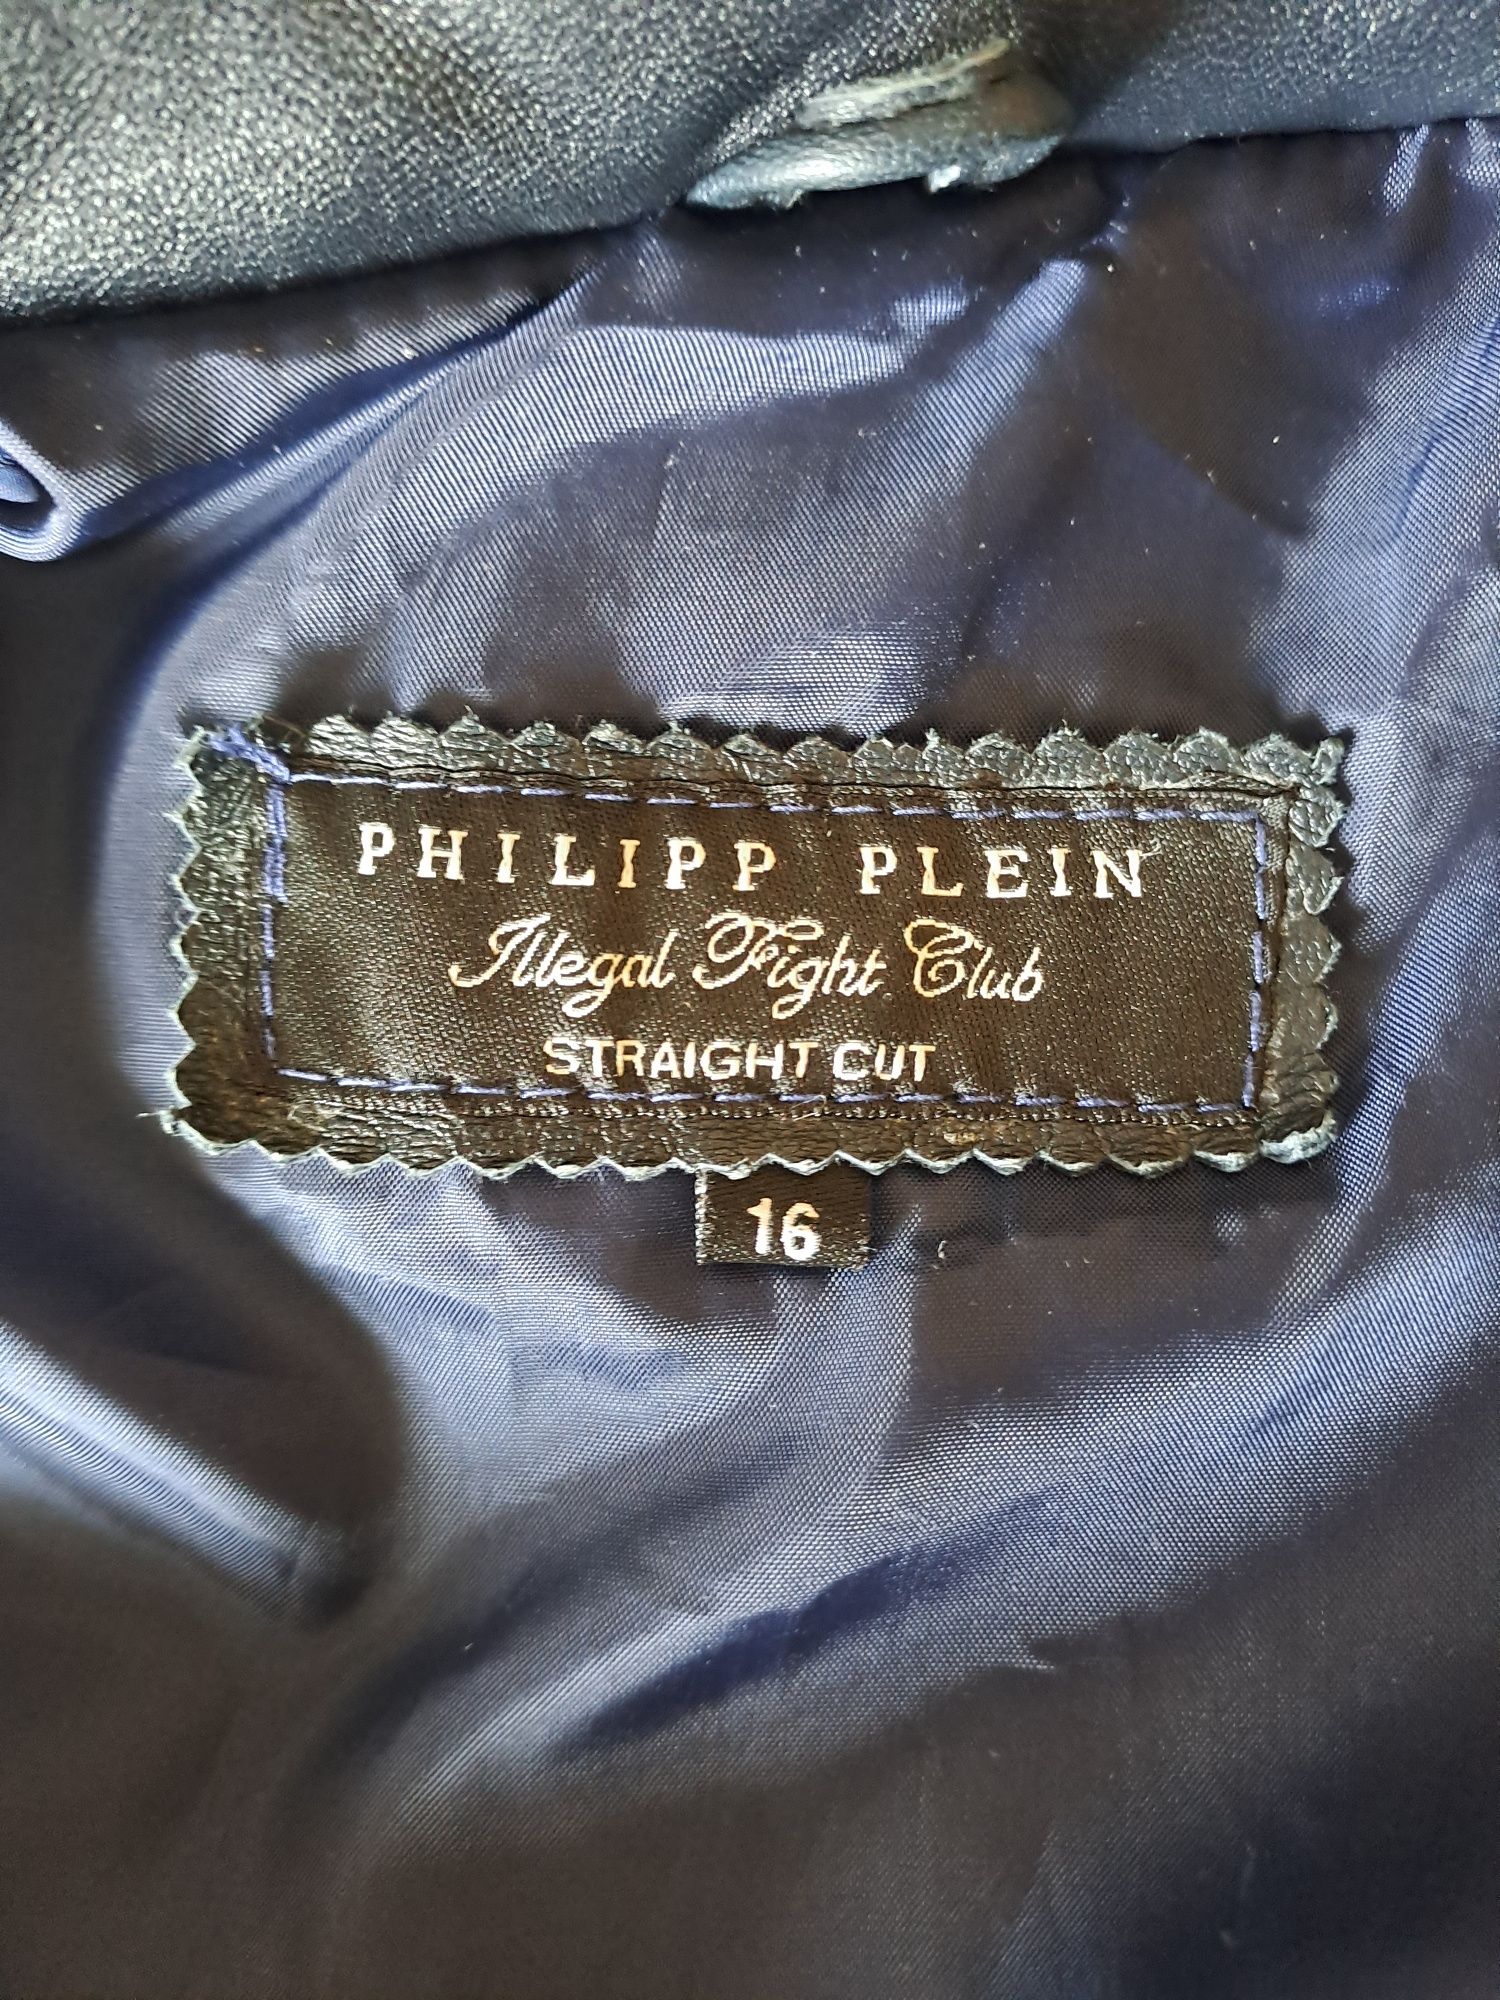 PHILIPP PLEIN
Illegal Fight Club
STRAIGHT CUT
16